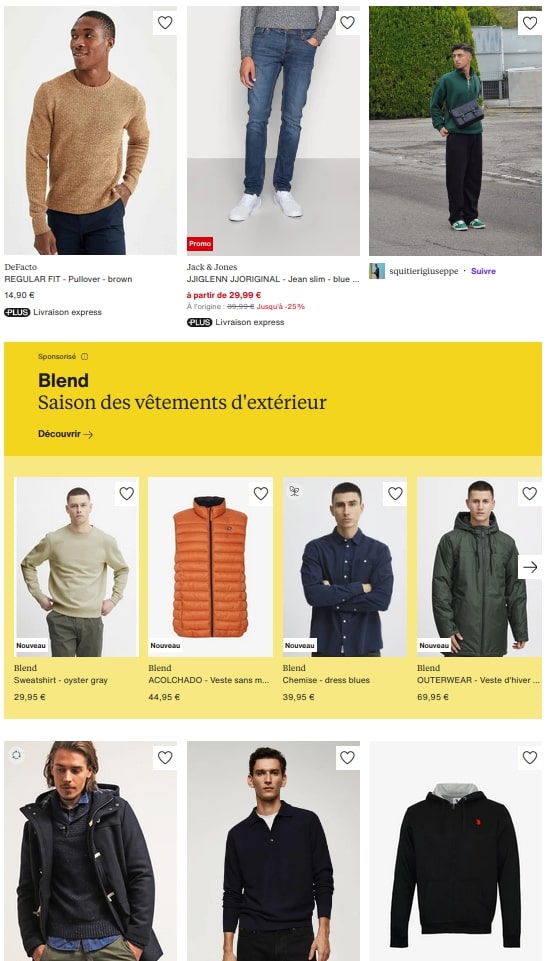 DeFacto
REGULAR FIT - Pullover - brown
14,90 €
PLUS Livraison express
Promo
Jack & Jones
JJIGLENN JJORIGINAL - Jean slim - blue ...
à partir de 29,99 €
À l'origine : 39,99 € Jusqu'à -25%
PLUS Livraison express
squitierigiuseppe · Suivre
Sponsorisé
Blend
Saison des vêtements d'extérieur
Découvrir
Nouveau
Blend
Sweatshirt - oyster gray
29,95 €
Nouveau
Blend
ACOLCHADO - Veste sans m...
44,95 €
Nouveau
Blend
Chemise - dress blues
39,95 €
Nouveau
Blend
OUTERWEAR - Veste d'hiver ...
69,95 €